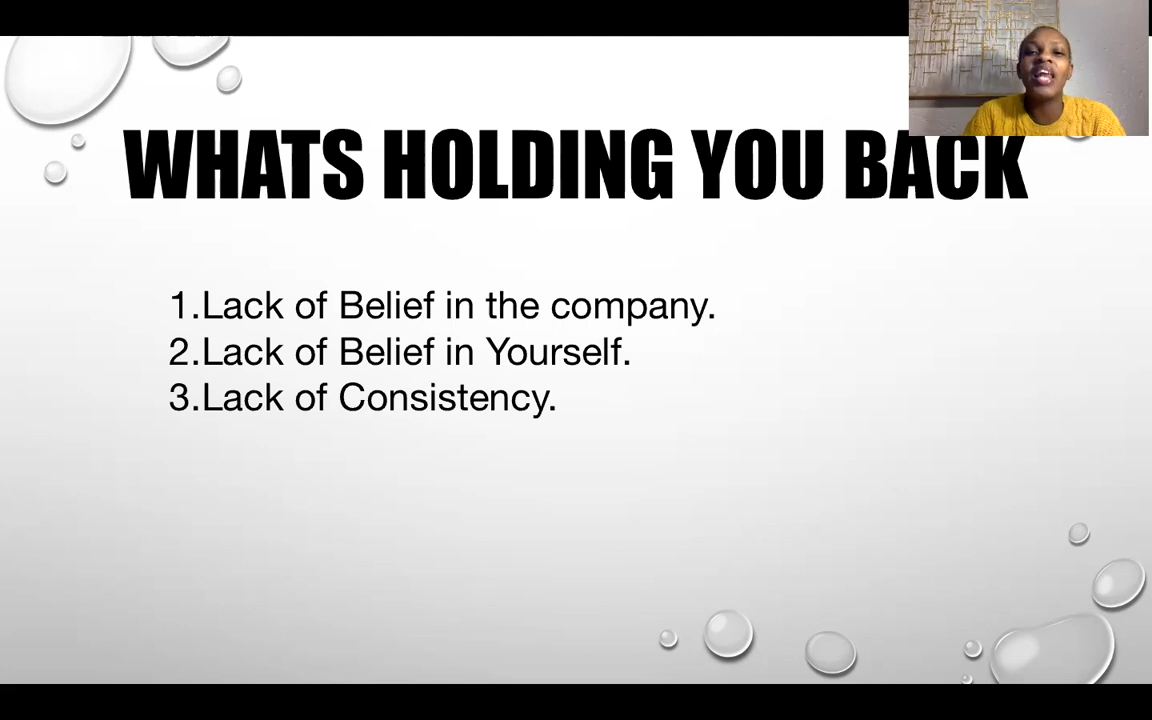 WHATS HOLDING YOU BACK
1.Lack of Belief in the company.
2.Lack of Belief in Yourself.
3.Lack of Consistency.